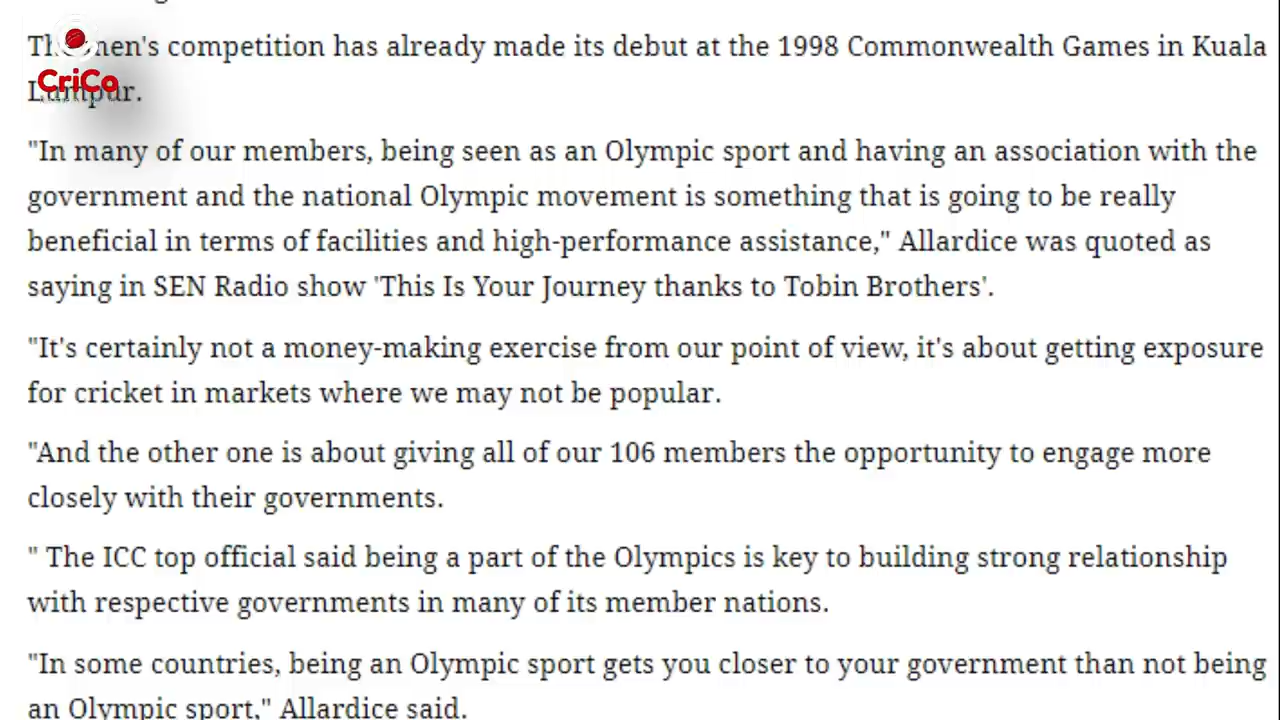 CriCo
The men's competition has already made its debut at the 1998 Commonwealth Games in Kuala
Lumpur.
"In many of our members, being seen as an Olympic sport and having an association with the
government and the national Olympic movement is something that is going to be really
beneficial in terms of facilities and high-performance assistance," Allardice was quoted as
saying in SEN Radio show 'This Is Your Journey thanks to Tobin Brothers'.
"It's certainly not a money-making exercise from our point of view, it's about getting exposure
for cricket in markets where we may not be popular.
"And the other one is about giving all of our 106 members the opportunity to engage more
closely with their governments.
" The ICC top official said being a part of the Olympics is key to building strong relationship
with respective governments in many of its member nations.
"In some countries, being an Olympic sport gets you closer to your government than not being
an Olympic sport," Allardice said.